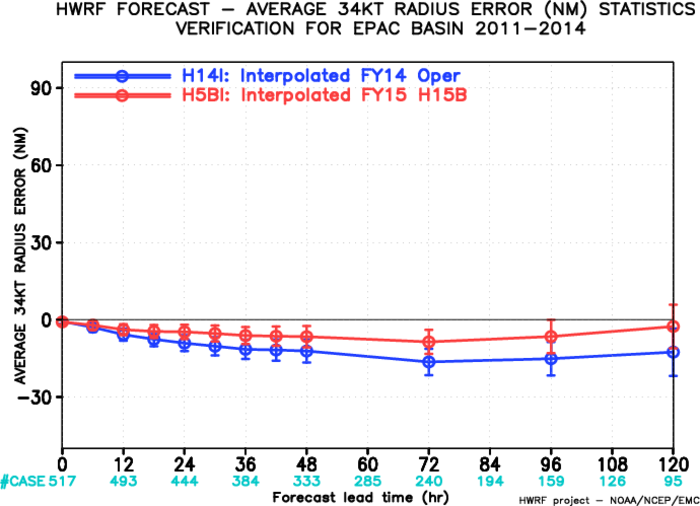 HWRF FORECAST – AVERAGE 34KT RADIUS ERROR (NM) STATISTICS
VERIFICATION FOR EPAC BASIN 2011–2014
H14I: Interpolated FY14 Oper
H5BI: Interpolated FY15 H15B
AVERAGE 34KT RADIUS ERROR (NM)
90
60
30
0
−30
0 12 24 36 48 60 72 84 96 108 120
#CASE 517 493 444 384 333 285 240 194 159 126 95
Forecast lead time (hr)
HWRF project – NOAA/NCEP/EMC